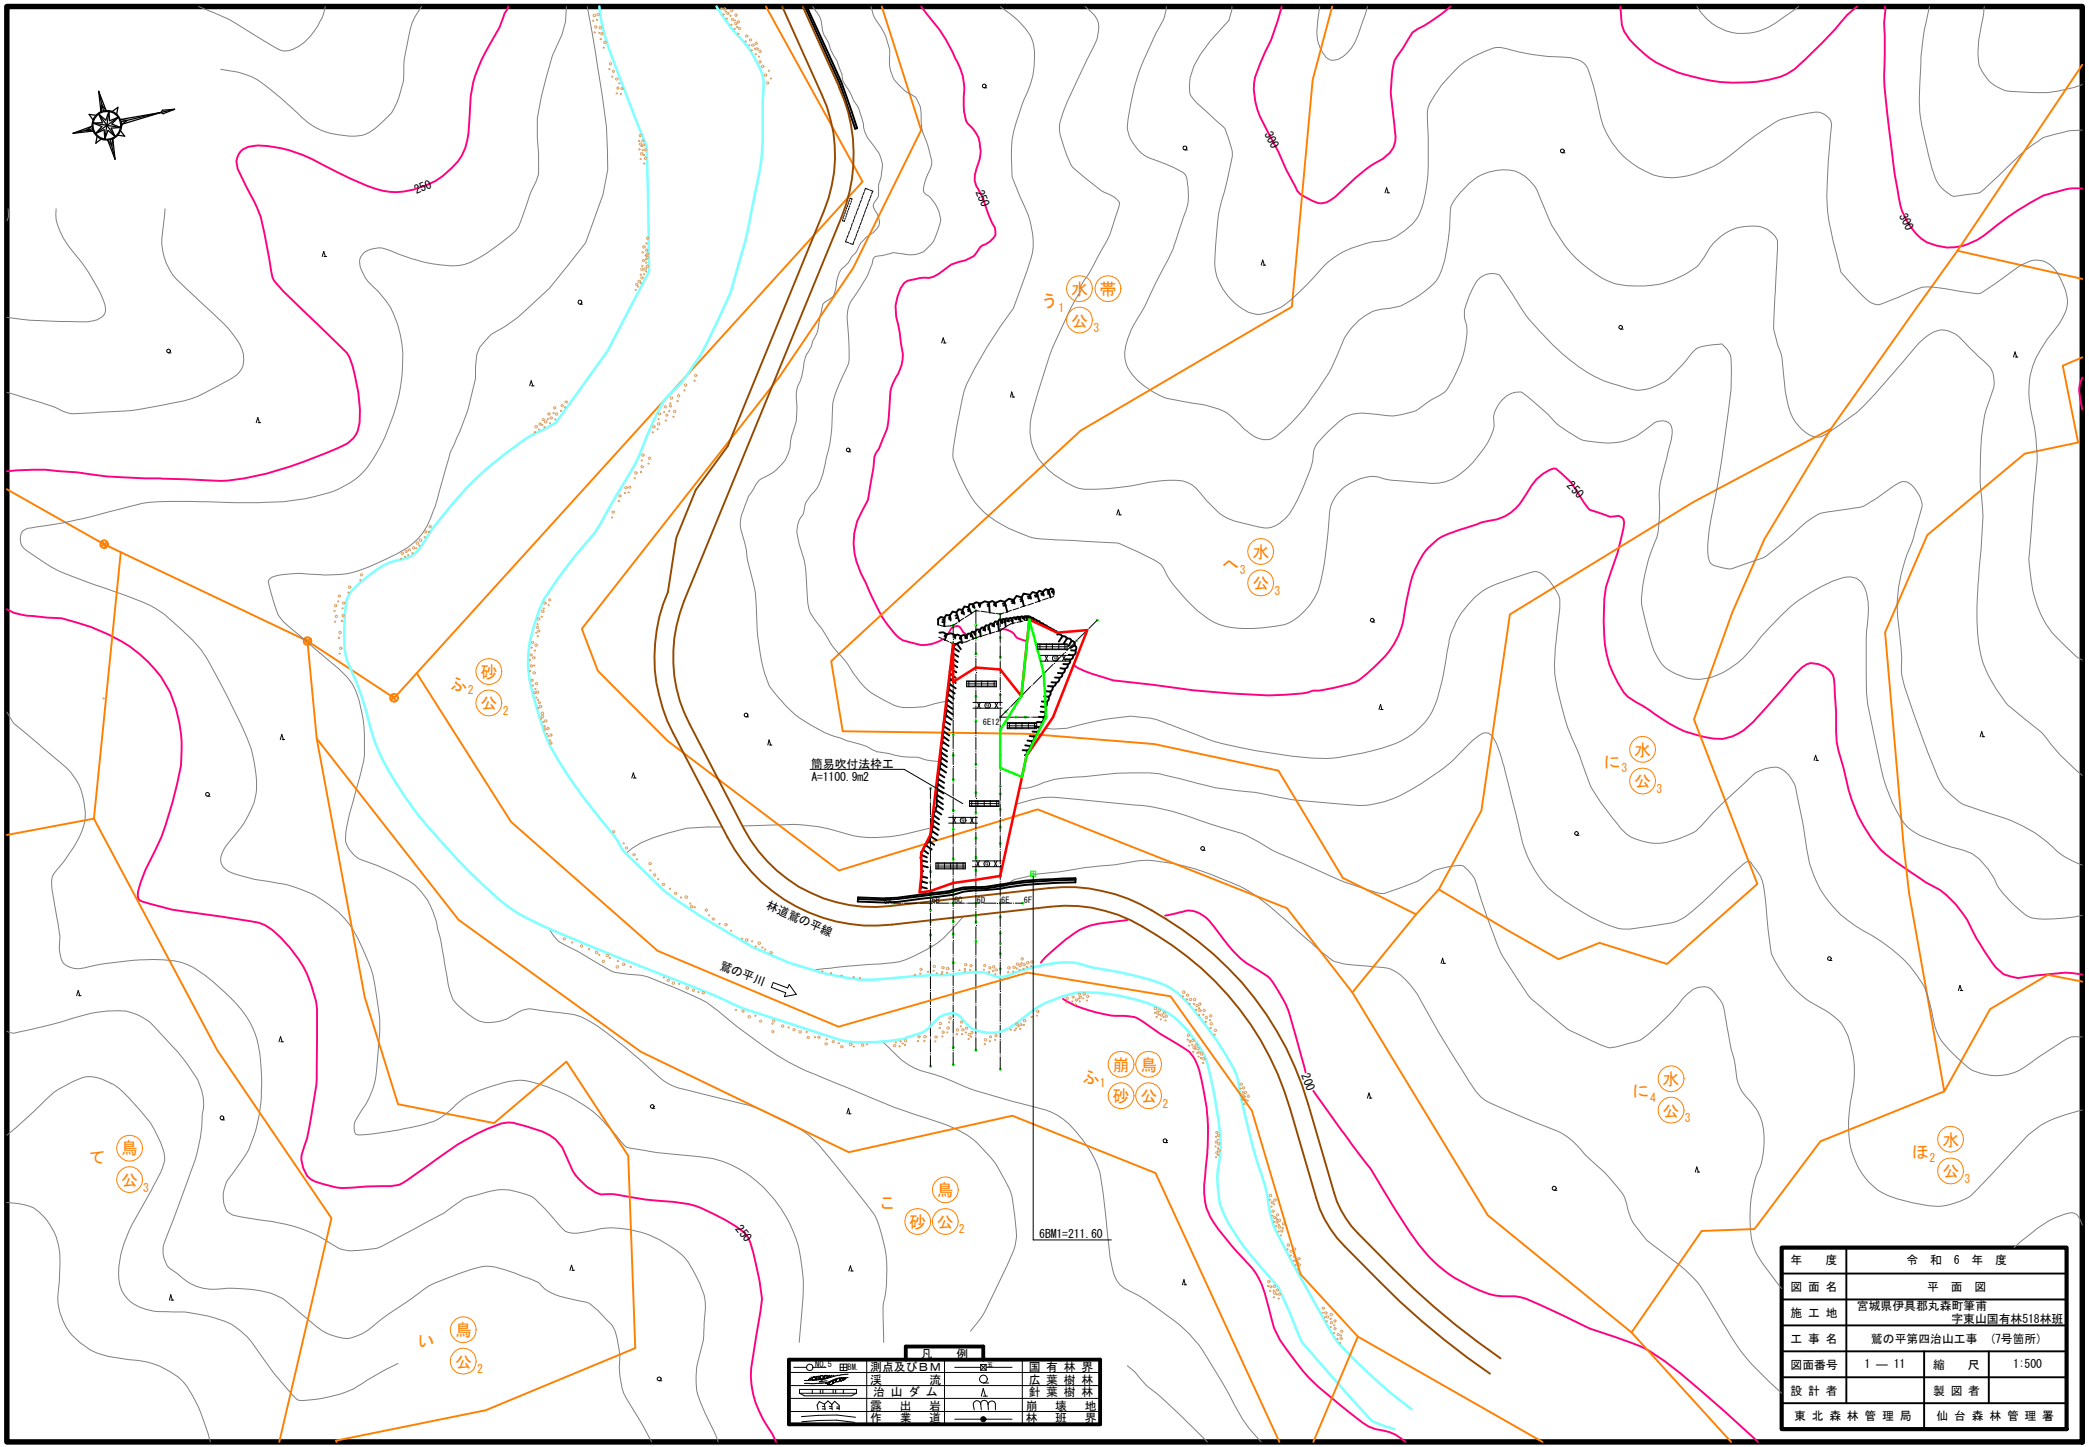 250
250
300
300
250
200
250
う1 水 帯
公3
へ3 水
公3
ふ2 砂
公2
に3 水
公3
に4 水
公3
ほ2 水
公3
ふ1 崩 鳥
砂 公2
て 鳥
公3
こ 鳥
砂 公2
い 鳥
公2
6E12
簡易吹付法枠工
A=1100.9m2
6B 6C 6D 6E 6F
林道鷲の平線
鷲の平川
6BM1=211.60
凡 例
NO.5 BM 測点及びBM 国有林界
渓流 広葉樹林
治山ダム 針葉樹林
露出岩 崩壊地
作業道 林班界
年度 令和6年度
図面名 平面図
施工地 宮城県伊具郡丸森町筆甫
字東山国有林518林班
工事名 鷲の平第四治山工事 (7号箇所)
図面番号 1 ― 11 縮尺 1:500
設計者 製図者
東北森林管理局 仙台森林管理署